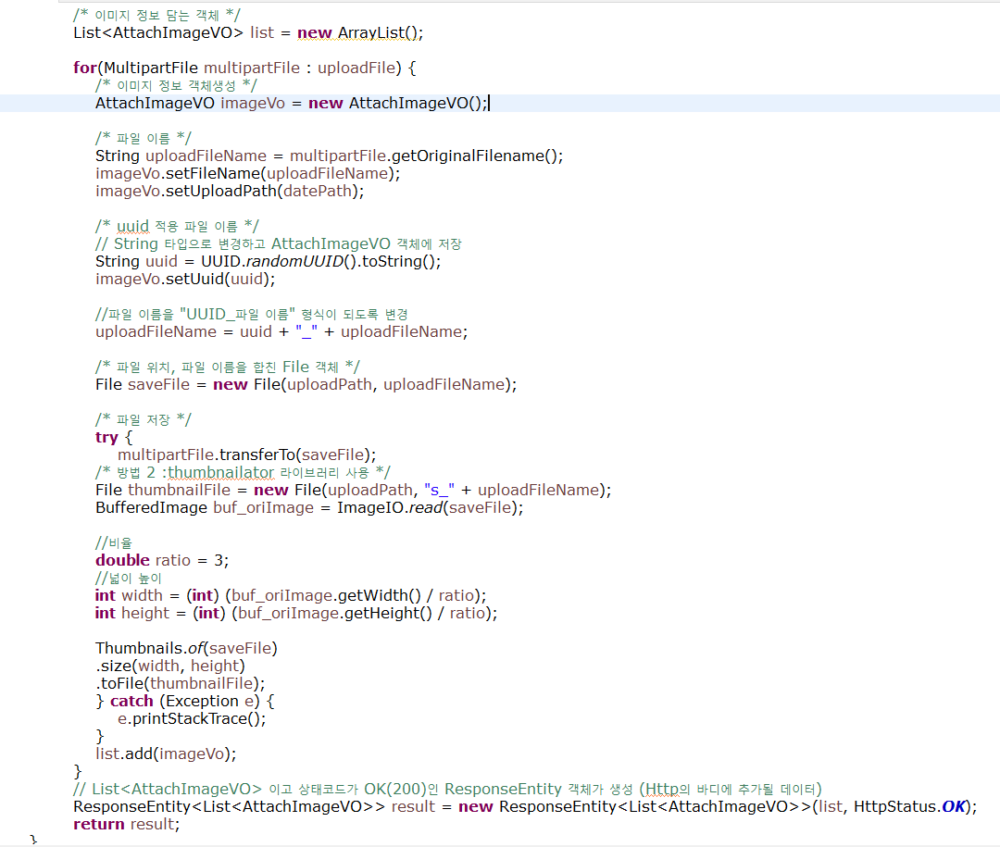 /* 이미지 정보 담는 객체 */
List<AttachImageVO> list = new ArrayList();
for(MultipartFile multipartFile : uploadFile) {
/* 이미지 정보 객체생성 */
AttachImageVO imageVo = new AttachImageVO();
/* 파일 이름 */
String uploadFileName = multipartFile.getOriginalFilename();
imageVo.setFileName(uploadFileName);
imageVo.setUploadPath(datePath);
/* uuid 적용 파일 이름 */
// String 타입으로 변경하고 AttachImageVO 객체에 저장
String uuid = UUID.randomUUID().toString();
imageVo.setUuid(uuid);
//파일 이름을 "UUID_파일 이름" 형식이 되도록 변경
uploadFileName = uuid + "_" + uploadFileName;
/* 파일 위치, 파일 이름을 합친 File 객체 */
File saveFile = new File(uploadPath, uploadFileName);
/* 파일 저장 */
try {
multipartFile.transferTo(saveFile);
/* 방법 2 :thumbnailator 라이브러리 사용 */
File thumbnailFile = new File(uploadPath, "s_" + uploadFileName);
BufferedImage buf_oriImage = ImageIO.read(saveFile);
//비율
double ratio = 3;
//넓이 높이
int width = (int) (buf_oriImage.getWidth() / ratio);
int height = (int) (buf_oriImage.getHeight() / ratio);
Thumbnails.of(saveFile)
.size(width, height)
.toFile(thumbnailFile);
} catch (Exception e) {
e.printStackTrace();
}
list.add(imageVo);
}
// List<AttachImageVO> 이고 상태코드가 OK(200)인 ResponseEntity 객체가 생성 (Http의 바디에 추가될 데이터)
ResponseEntity<List<AttachImageVO>> result = new ResponseEntity<List<AttachImageVO>>(list, HttpStatus.OK);
return result;
}